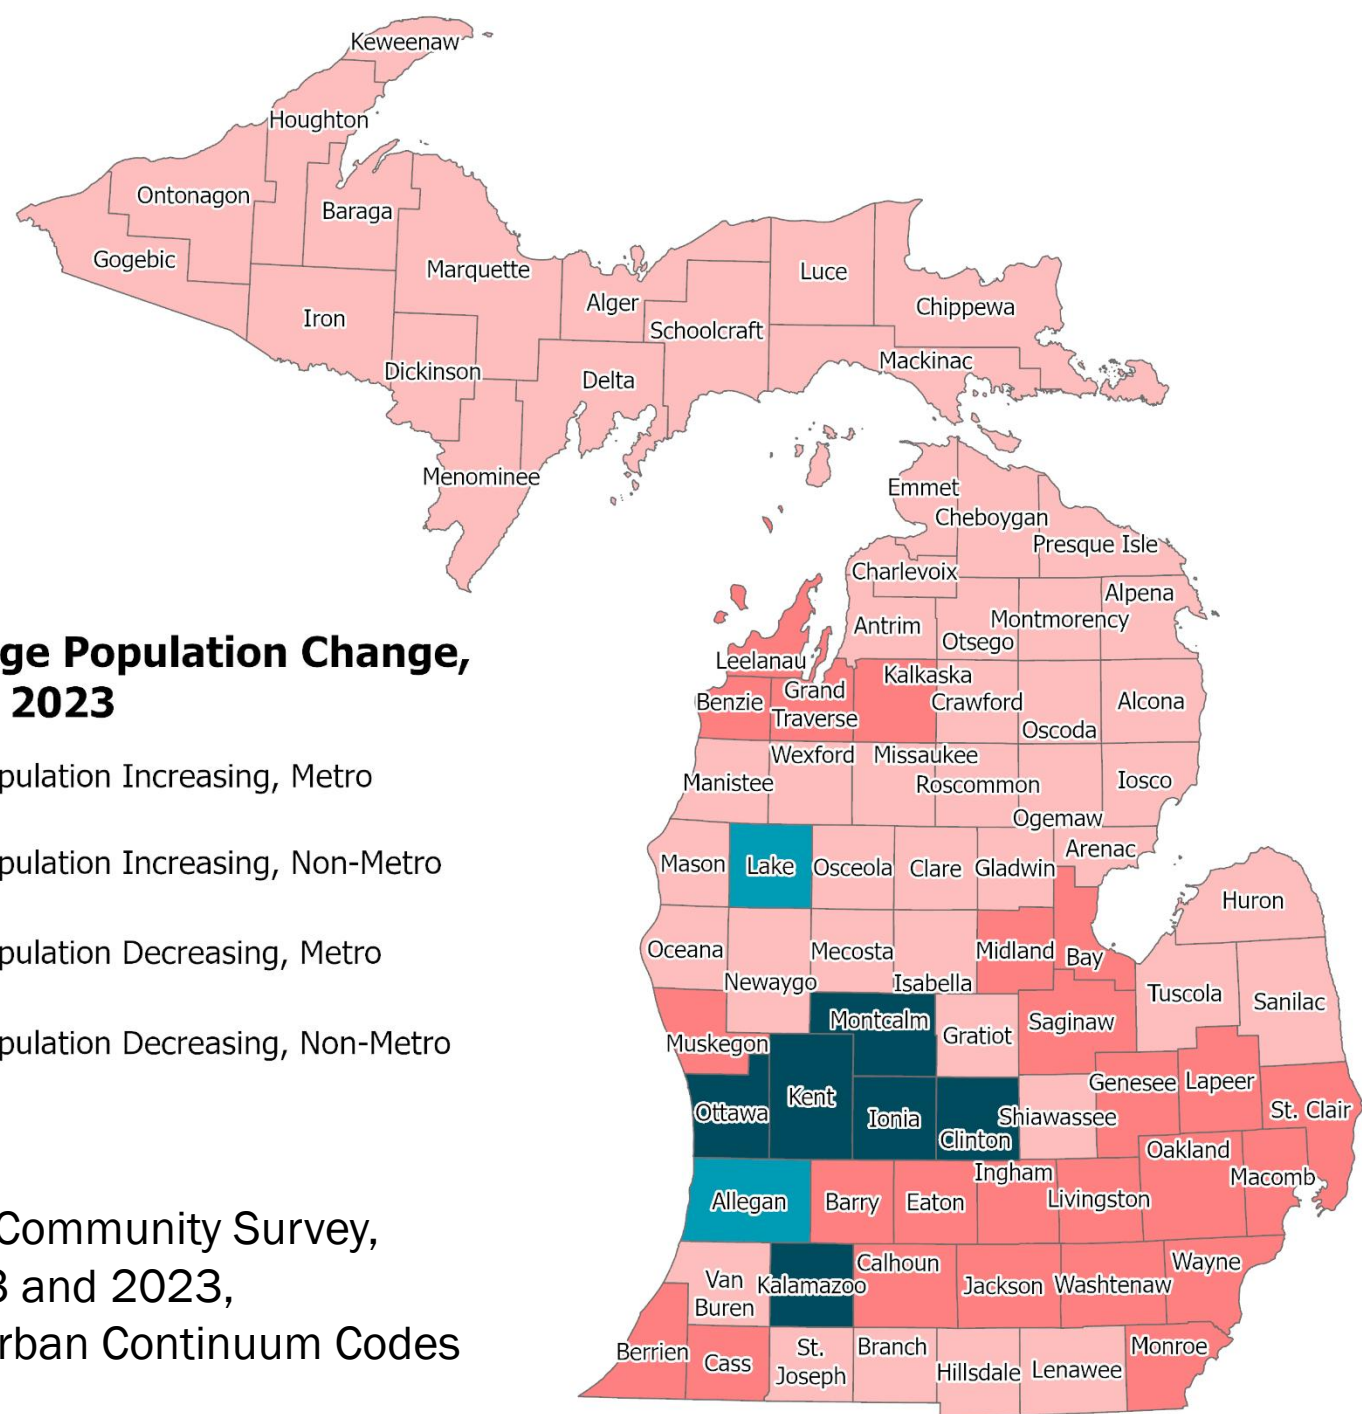 Keweenaw
Houghton
Ontonagon
Baraga
Gogebic
Marquette
Luce
Alger
Chippewa
Iron
Schoolcraft
Mackinac
Dickinson
Delta
Menominee
Emmet
Cheboygan
Presque Isle
Charlevoix
Alpena
Antrim
Montmorency
Otsego
Leelanau
Kalkaska
Benzie
Grand
Traverse
Crawford
Alcona
Oscoda
Wexford
Missaukee
Manistee
Roscommon
Iosco
Ogemaw
Arenac
Mason
Lake
Osceola
Clare
Gladwin
Huron
Oceana
Mecosta
Midland
Bay
Newaygo
Isabella
Tuscola
Sanilac
Montcalm
Saginaw
Gratiot
Muskegon
Genesee
Lapeer
Kent
Ottawa
Ionia
Shiawassee
St. Clair
Clinton
Oakland
Ingham
Macomb
Allegan
Barry
Eaton
Livingston
Calhoun
Wayne
Van
Buren
Kalamazoo
Jackson
Washtenaw
Berrien
Cass
St.
Joseph
Branch
Hillsdale
Lenawee
Monroe
ge Population Change,
2023
pulation Increasing, Metro
pulation Increasing, Non-Metro
pulation Decreasing, Metro
pulation Decreasing, Non-Metro
Community Survey,
3 and 2023,
rban Continuum Codes